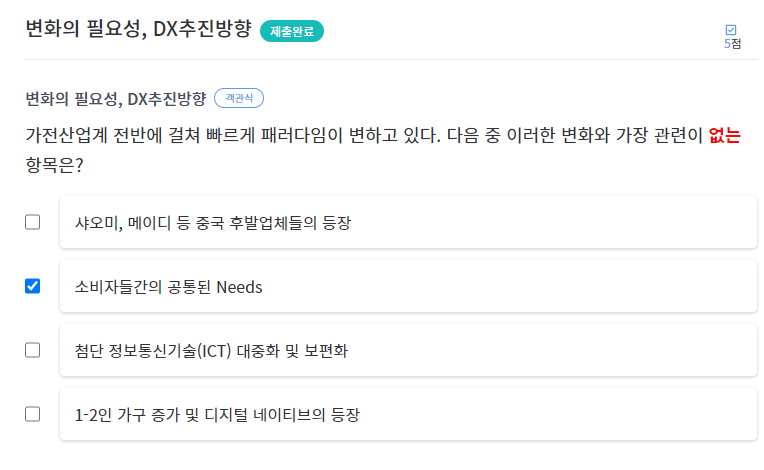 변화의 필요성, DX추진방향 제출완료
5점
변화의 필요성, DX추진방향 객관식
가전산업계 전반에 걸쳐 빠르게 패러다임이 변하고 있다. 다음 중 이러한 변화와 가장 관련이 없는
항목은?
샤오미, 메이디 등 중국 후발업체들의 등장
소비자들간의 공통된 Needs
첨단 정보통신기술(ICT) 대중화 및 보편화
1-2인 가구 증가 및 디지털 네이티브의 등장